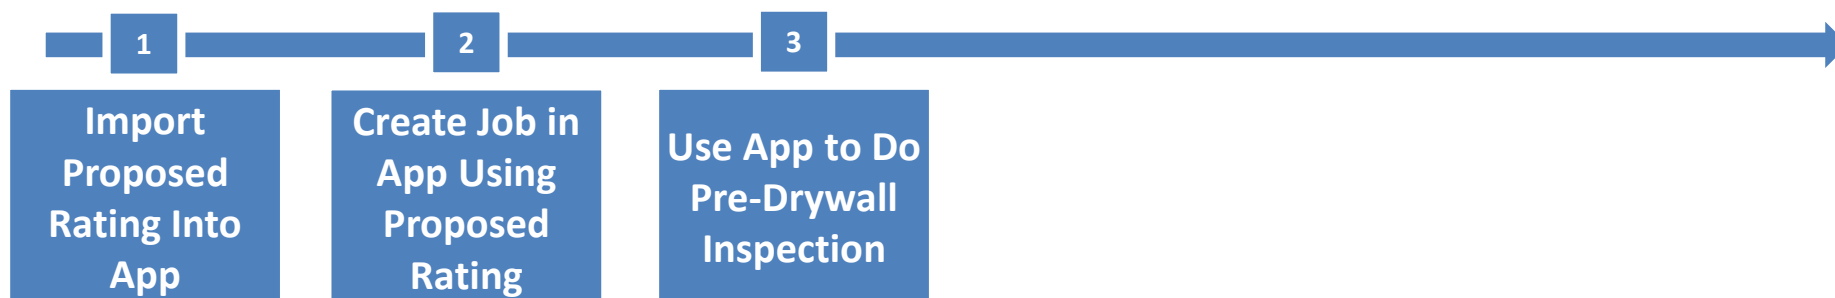 1
2
3
Import
Proposed
Rating Into
App
Create Job in
App Using
Proposed
Rating
Use App to Do
Pre-Drywall
Inspection